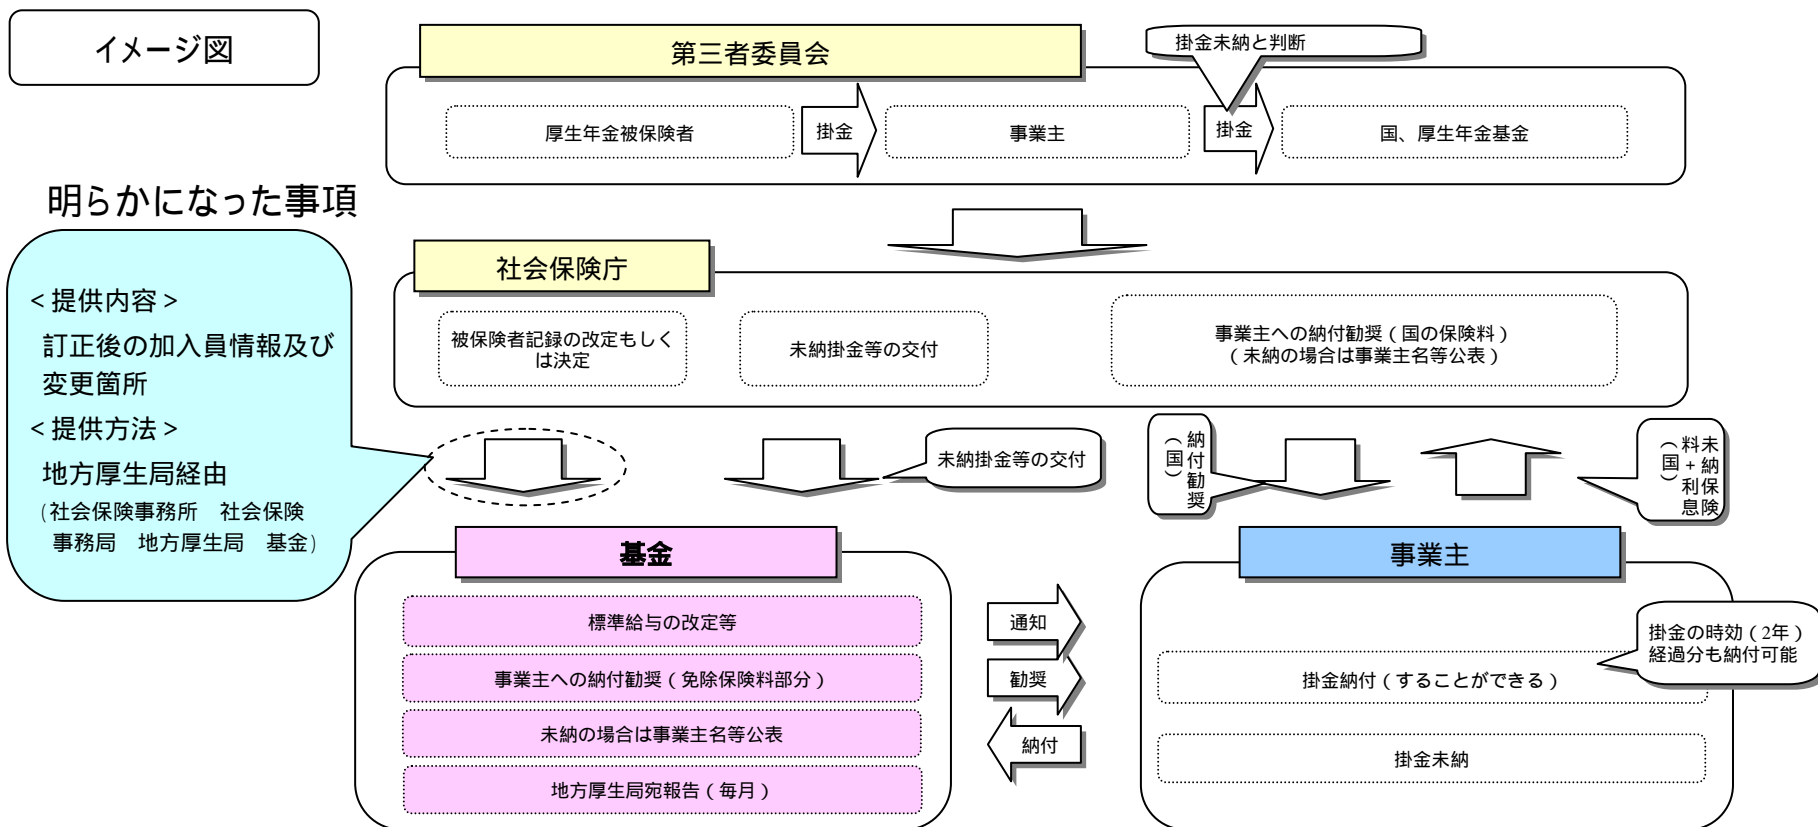 イメージ図
第三者委員会
掛金未納と判断
厚生年金被保険者
掛金
事業主
掛金
国、厚生年金基金
明らかになった事項
＜提供内容＞
訂正後の加入員情報及び
変更箇所
＜提供方法＞
地方厚生局経由
（社会保険事務所　社会保険
事務局　地方厚生局　基金）
社会保険庁
被保険者記録の改定もしく
は決定
未納掛金等の交付
事業主への納付勧奨（国の保険料）
（未納の場合は事業主名等公表）
未納掛金等の交付
納付勧奨
（国）
未納保険
料＋利息
（国）
基金
標準給与の改定等
事業主への納付勧奨（免除保険料部分）
未納の場合は事業主名等公表
地方厚生局宛報告（毎月）
通知
勧奨
納付
事業主
掛金の時効（2年）
経過分も納付可能
掛金納付（することができる）
掛金未納